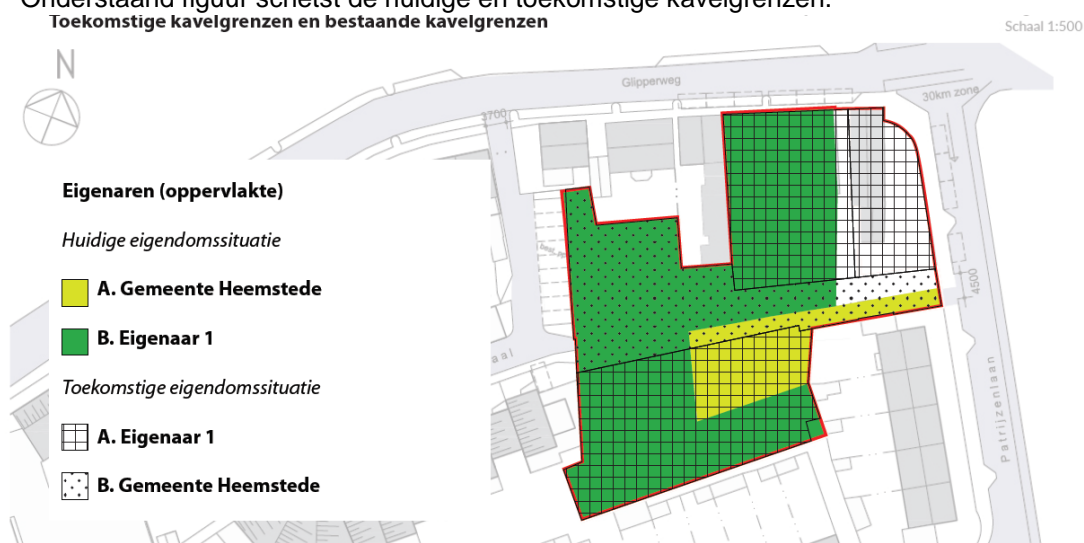 Onderstaand figuur schetst de huidige en toekomstige kavelgrenzen.
Toekomstige kavelgrenzen en bestaande kavelgrenzen
Schaal 1:500
N
Glipperweg
30km zone
3700
Eigenaren (oppervlakte)
Huidige eigendomssituatie
A. Gemeente Heemstede
B. Eigenaar 1
Toekomstige eigendomssituatie
A. Eigenaar 1
B. Gemeente Heemstede
4500
aal
Patrijzenlaan